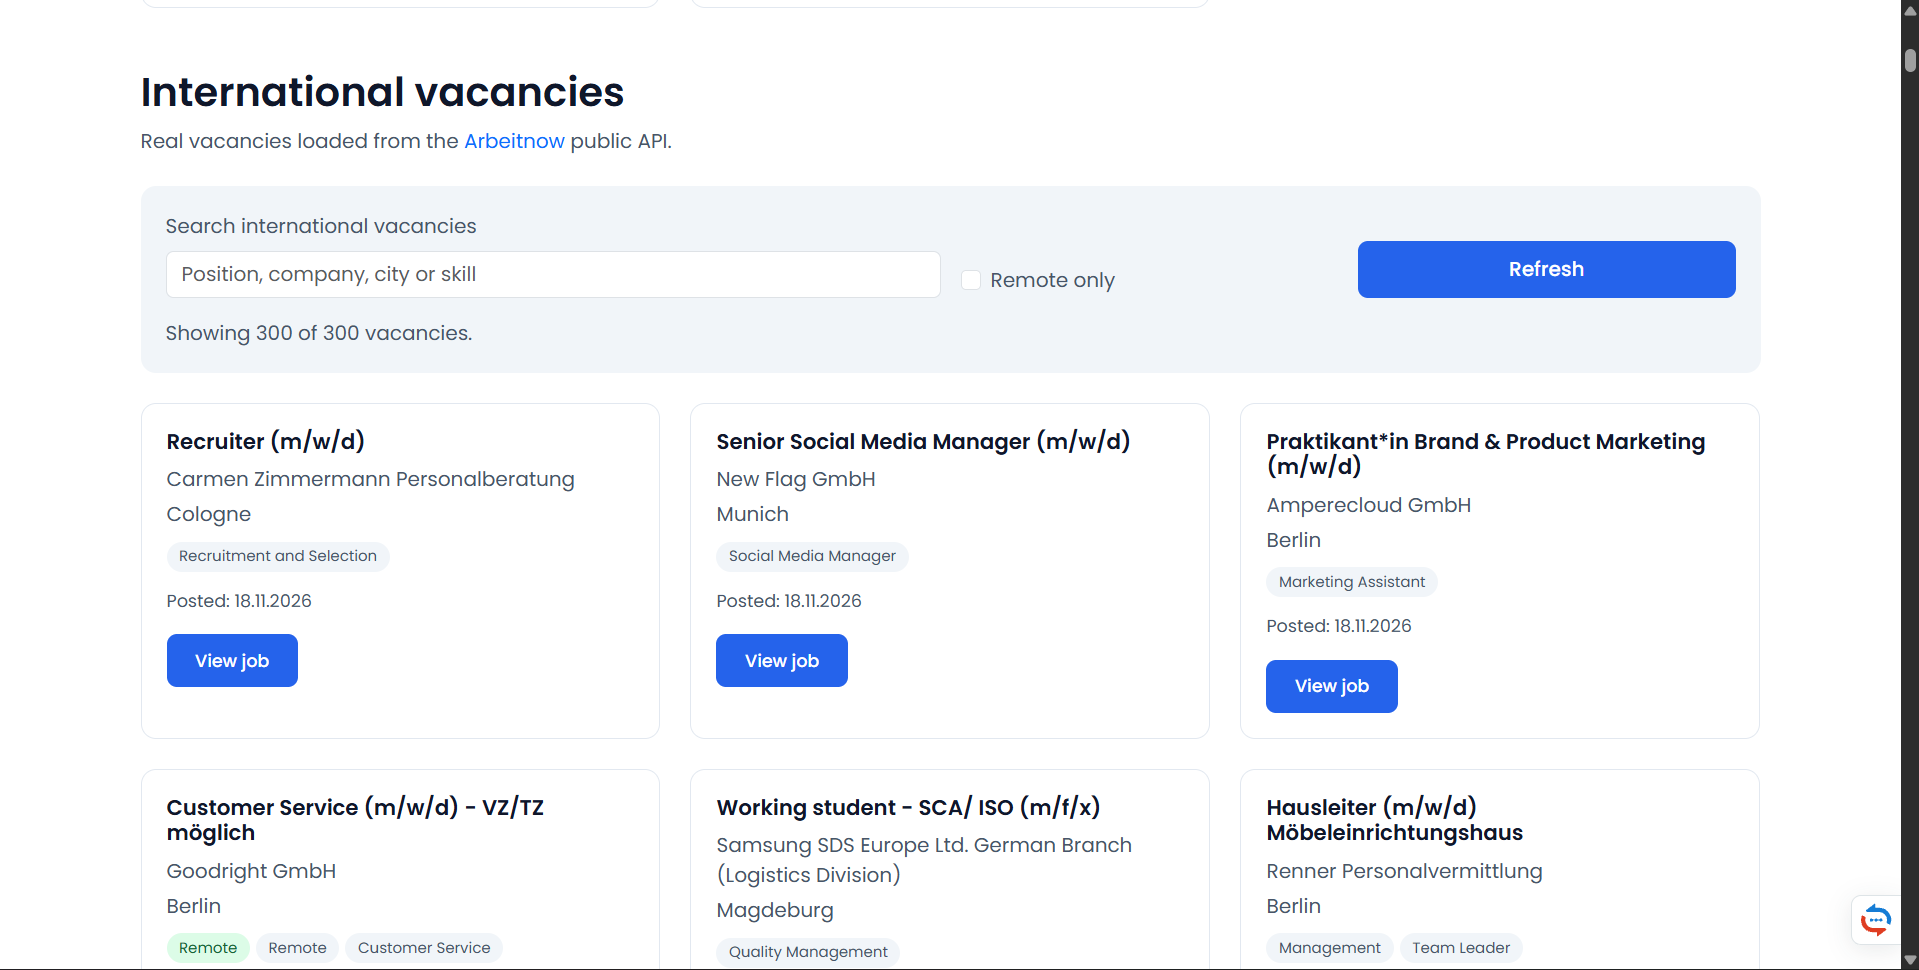 International vacancies
Real vacancies loaded from the Arbeitnow public API.
Search international vacancies
Position, company, city or skill
Remote only
Refresh
Showing 300 of 300 vacancies.
Recruiter (m/w/d)
Carmen Zimmermann Personalberatung
Cologne
Recruitment and Selection
Posted: 18.11.2026
View job
Senior Social Media Manager (m/w/d)
New Flag GmbH
Munich
Social Media Manager
Posted: 18.11.2026
View job
Praktikant*in Brand & Product Marketing
(m/w/d)
Amperecloud GmbH
Berlin
Marketing Assistant
Posted: 18.11.2026
View job
Customer Service (m/w/d) - VZ/TZ
möglich
Goodright GmbH
Berlin
Remote Remote Customer Service
Working student - SCA/ ISO (m/f/x)
Samsung SDS Europe Ltd. German Branch
(Logistics Division)
Magdeburg
Quality Management
Hausleiter (m/w/d)
Möbeleinrichtungshaus
Renner Personalvermittlung
Berlin
Management Team Leader